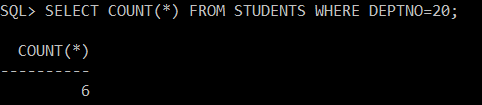 SQL> SELECT COUNT(*) FROM STUDENTS WHERE DEPTNO=20;
COUNT(*)
----------
6